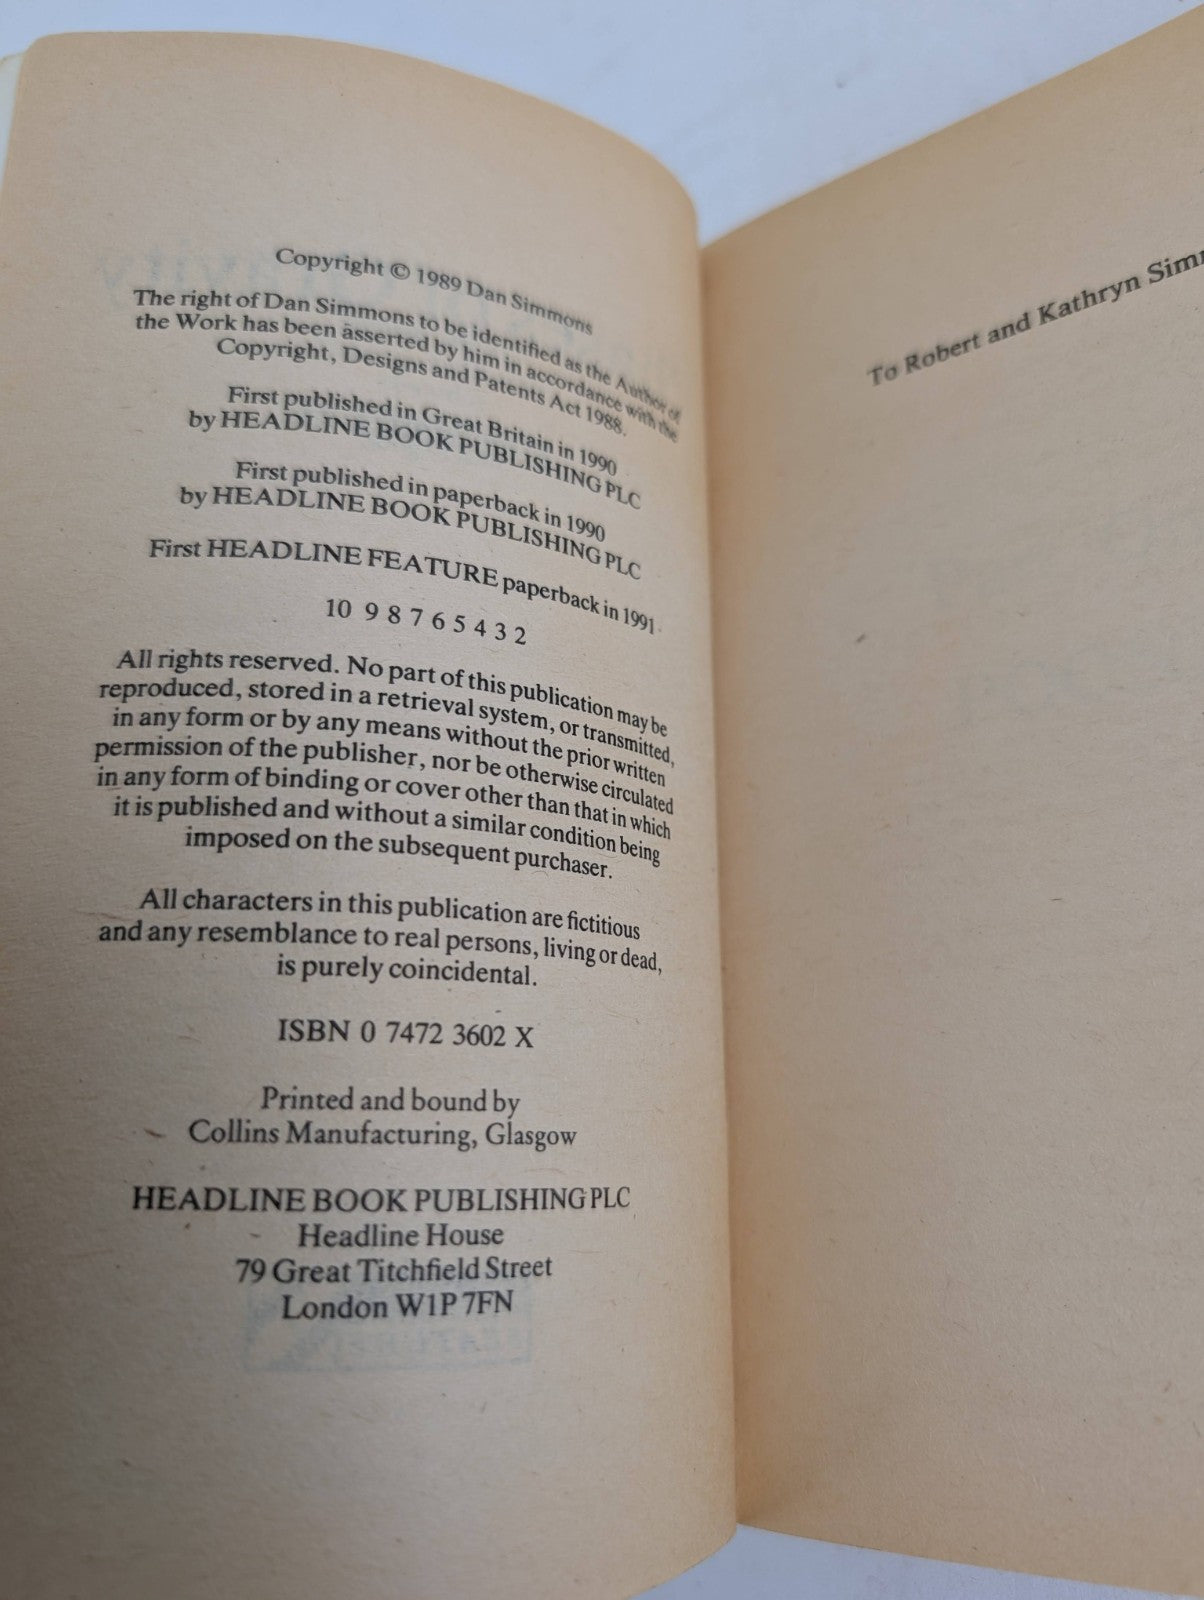 Copyright © 1989 Dan Simmons
The right of Dan Simmons to be identified as the Author of
the Work has been asserted by him in accordance with the
Copyright, Designs and Patents Act 1988.
First published in Great Britain in 1990
by HEADLINE BOOK PUBLISHING PLC
First published in paperback in 1990
by HEADLINE BOOK PUBLISHING PLC
First HEADLINE FEATURE paperback in 1991
10 9 8 7 6 5 4 3 2
All rights reserved. No part of this publication may be
reproduced, stored in a retrieval system, or transmitted,
in any form or by any means without the prior written
permission of the publisher, nor be otherwise circulated
in any form of binding or cover other than that in which
it is published and without a similar condition being
imposed on the subsequent purchaser.
All characters in this publication are fictitious
and any resemblance to real persons, living or dead,
is purely coincidental.
ISBN 0 7472 3602 X
Printed and bound by
Collins Manufacturing, Glasgow
HEADLINE BOOK PUBLISHING PLC
Headline House
79 Great Titchfield Street
London W1P 7FN
To Robert and Kathryn